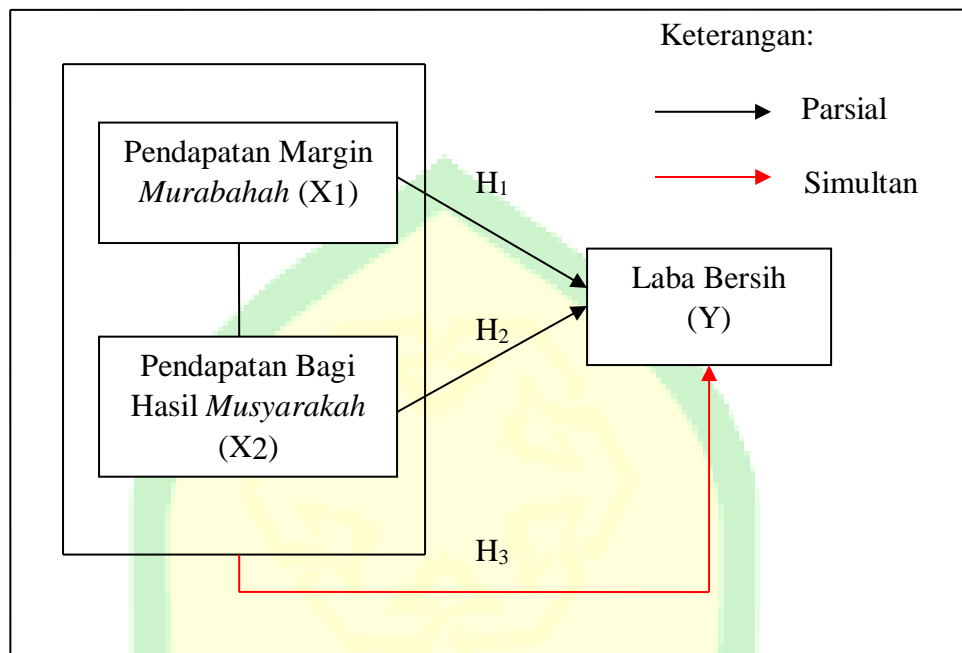 Keterangan:
Parsial
Simultan
Pendapatan Margin
Murabahah (X1)
H1
Laba Bersih
(Y)
H2
Pendapatan Bagi
Hasil Musyarakah
(X2)
H3